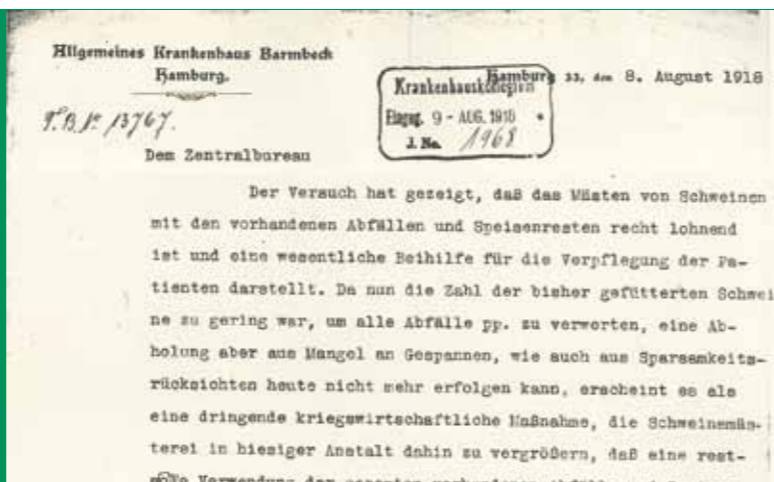 Allgemeines Krankenhaus Barmbeck
Hamburg.
Hamburg 33, den 8. August 1918
Krankenhauskollegium
Eingeg. 9 - AUG. 1918 *
J. No. 1968
T.B.No 13767.
Dem Zentralbureau
Der Versuch hat gezeigt, daß das Mästen von Schweinen
mit den vorhandenen Abfällen und Speisenresten recht lohnend
ist und eine wesentliche Beihilfe für die Verpflegung der Pa-
tienten darstellt. Da nun die Zahl der bisher gefütterten Schwei
ne zu gering war, um alle Abfälle pp. zu verwerten, eine Ab-
holung aber aus Mangel an Gespannen, wie auch aus Sparsamkeits-
rücksichten heute nicht mehr erfolgen kann, erscheint es als
eine dringende kriegswirtschaftliche Maßnahme, die Schweinemäs-
terei in hiesiger Anstalt dahin zu vergrößern, daß eine rest-
Verwendung der